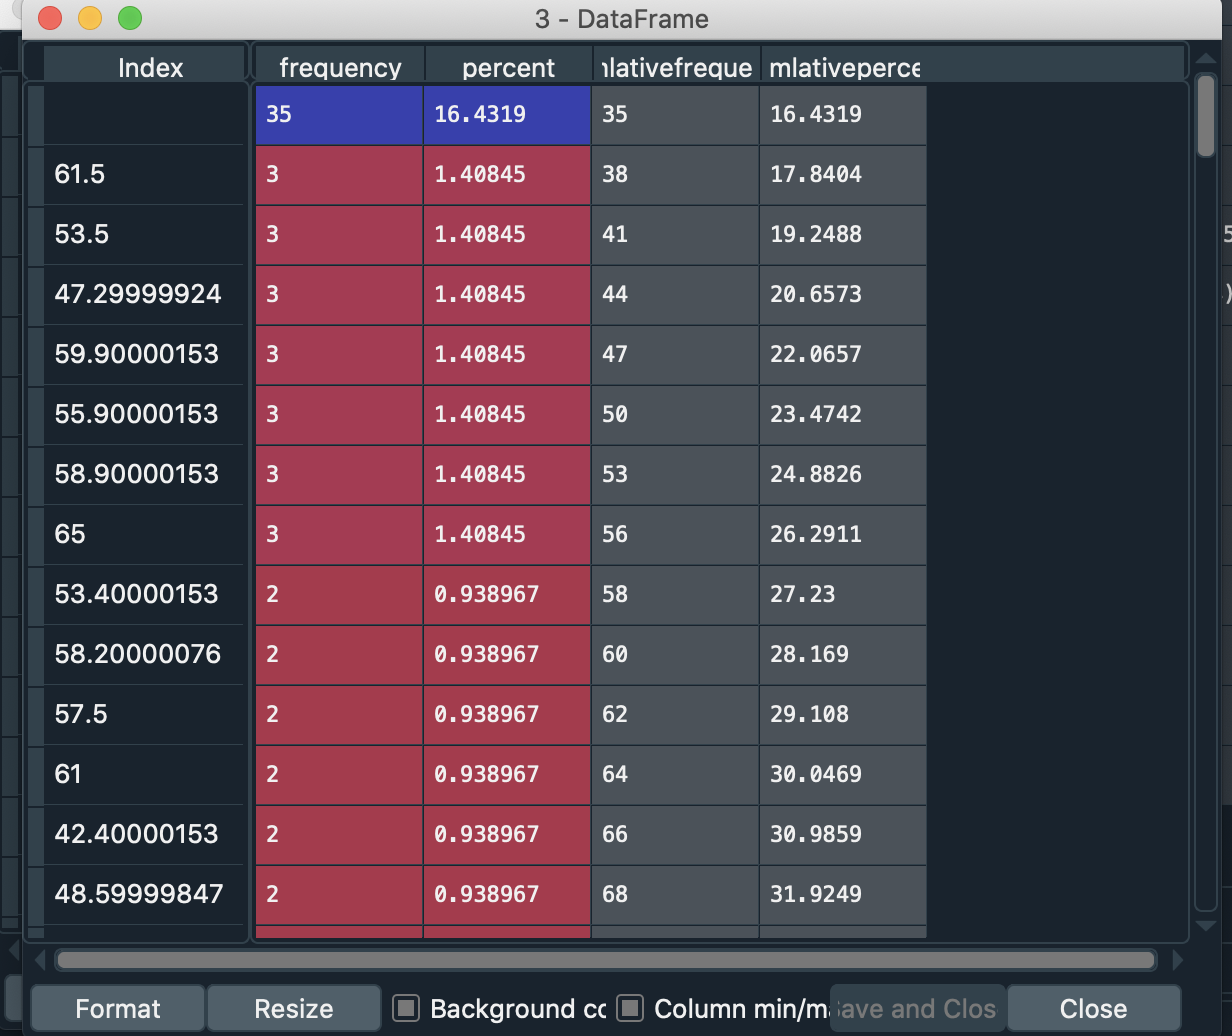 3 - DataFrame
Index frequency percent nlativefreque mlativeperce
35 16.4319 35 16.4319
61.5 3 1.40845 38 17.8404
53.5 3 1.40845 41 19.2488
47.29999924 3 1.40845 44 20.6573
59.90000153 3 1.40845 47 22.0657
55.90000153 3 1.40845 50 23.4742
58.90000153 3 1.40845 53 24.8826
65 3 1.40845 56 26.2911
53.40000153 2 0.938967 58 27.23
58.20000076 2 0.938967 60 28.169
57.5 2 0.938967 62 29.108
61 2 0.938967 64 30.0469
42.40000153 2 0.938967 66 30.9859
48.59999847 2 0.938967 68 31.9249
Format Resize Background co Column min/ma Save and Clos Close